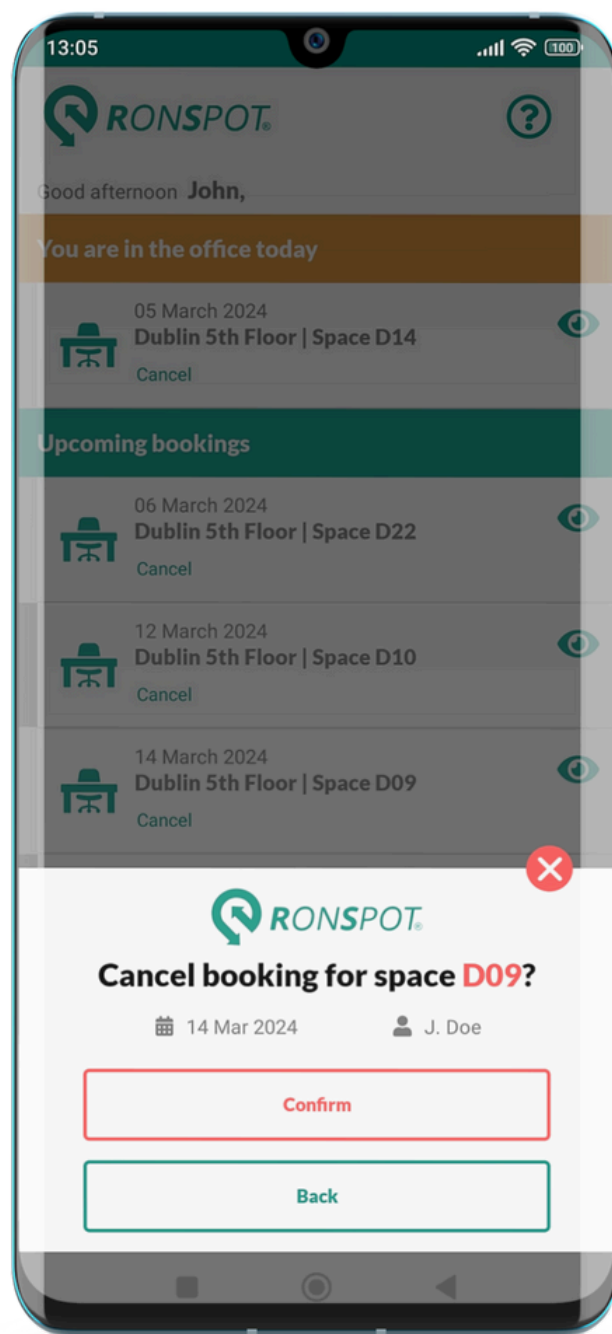 13:05
100
RONSPOT®
Good afternoon John,
You are in the office today
05 March 2024
Dublin 5th Floor | Space D14
Cancel
Upcoming bookings
06 March 2024
Dublin 5th Floor | Space D22
Cancel
12 March 2024
Dublin 5th Floor | Space D10
Cancel
14 March 2024
Dublin 5th Floor | Space D09
Cancel
RONSPOT®
Cancel booking for space D09?
14 Mar 2024 J. Doe
Confirm
Back